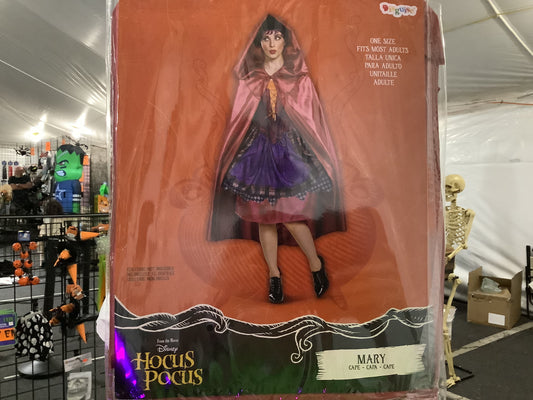 Disguise
ONE SIZE
FITS MOST ADULTS
TALLA UNICA
PARA ADULTO
UNITAILLE
ADULTE
From the Movie
Disney
HOCUS
POCUS
MARY
CAPE • CAPA • CAPE